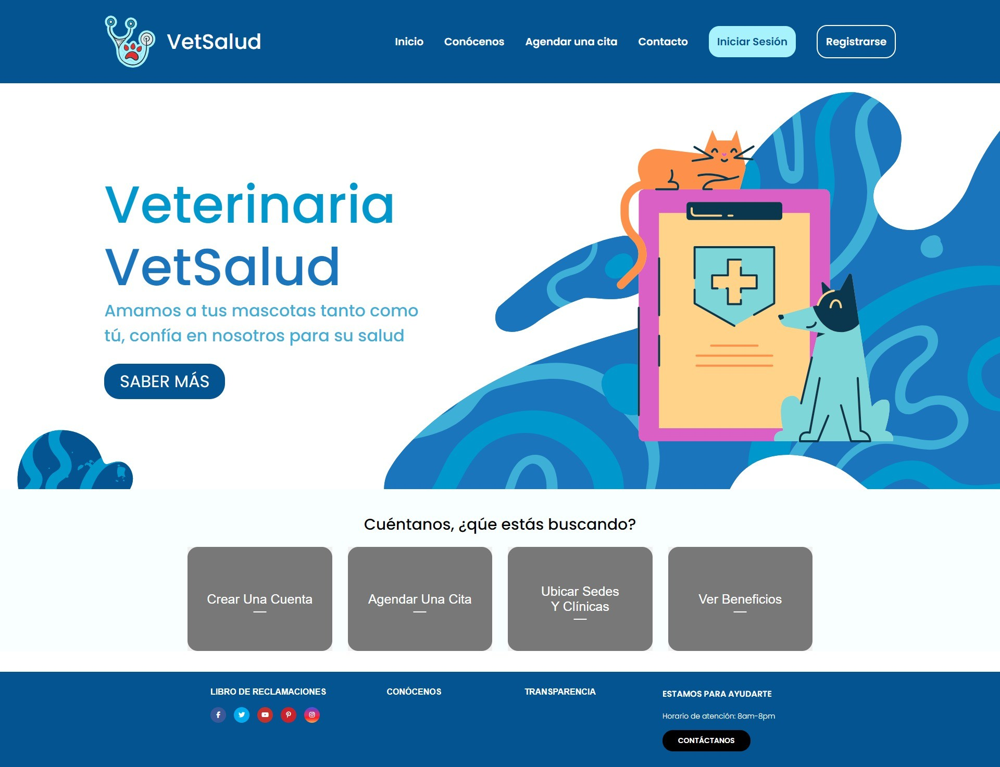 VetSalud
Inicio
Conócenos
Agendar una cita
Contacto
Iniciar Sesión
Registrarse
Veterinaria
VetSalud
Amamos a tus mascotas tanto como
tú, confía en nosotros para su salud
SABER MÁS
Cuéntanos, ¿qúe estás buscando?
Crear Una Cuenta
Agendar Una Cita
Ubicar Sedes
Y Clínicas
Ver Beneficios
LIBRO DE RECLAMACIONES
CONÓCENOS
TRANSPARENCIA
ESTAMOS PARA AYUDARTE
Horario de atención: 8am-8pm
CONTÁCTANOS